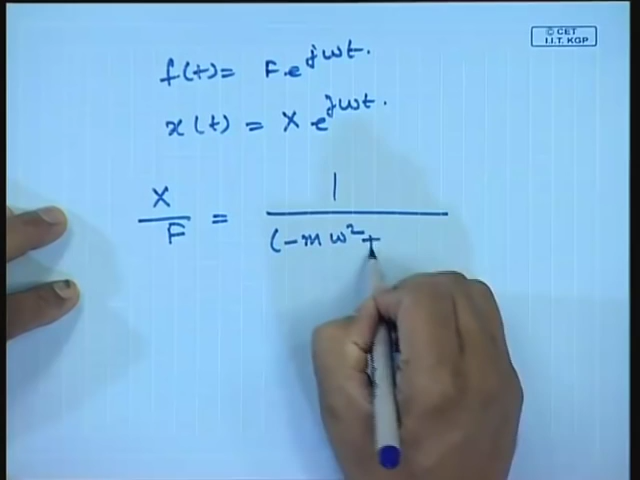 © CET
I.I.T. KGP
f(t) = F e^{jωt}.
x(t) = X e^{jωt}.
X/F = 1/(-mω² +